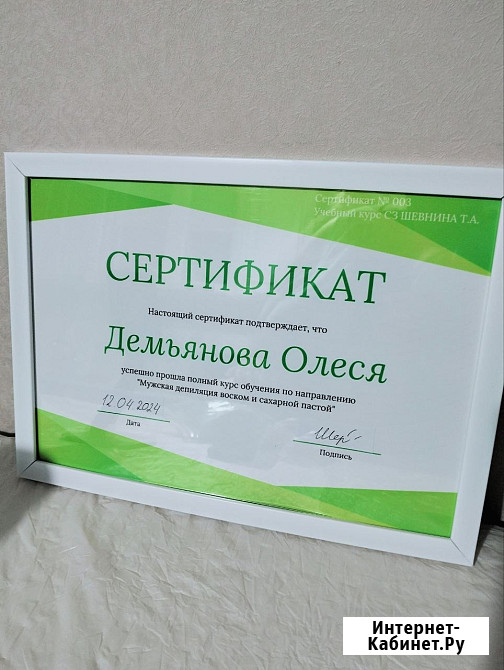 Сертификат № 003
Учебный курс СЗ ШЕВНИНА Т.А.
СЕРТИФИКАТ
Настоящий сертификат подтверждает, что
Демьянова Олеся
успешно прошла полный курс обучения по направлению
"Мужская депиляция воском и сахарной пастой"
12.04.2024
Дата
Подпись
Интернет-
Кабинет.Ру